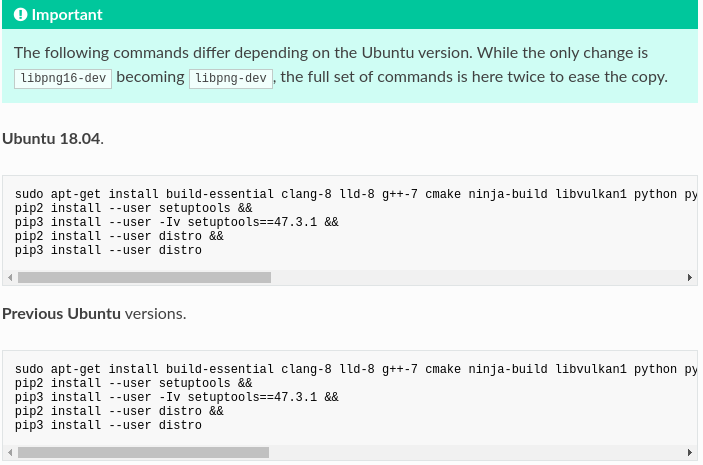 Important
The following commands differ depending on the Ubuntu version. While the only change is
libpng16-dev becoming libpng-dev, the full set of commands is here twice to ease the copy.
Ubuntu 18.04.
sudo apt-get install build-essential clang-8 lld-8 g++-7 cmake ninja-build libvulkan1 python py
pip2 install --user setuptools &&
pip3 install --user -Iv setuptools==47.3.1 &&
pip2 install --user distro &&
pip3 install --user distro
Previous Ubuntu versions.
sudo apt-get install build-essential clang-8 lld-8 g++-7 cmake ninja-build libvulkan1 python py
pip2 install --user setuptools &&
pip3 install --user -Iv setuptools==47.3.1 &&
pip2 install --user distro &&
pip3 install --user distro